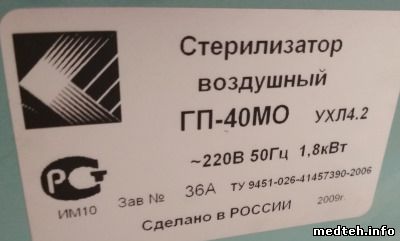 Стерилизатор
воздушный
ГП-40МО УХЛ4.2
~220В 50Гц 1,8кВт
РСТ
ИМ10 Зав № 36А ТУ 9451-026-41457390-2006
Сделано в РОССИИ 2009г.
medteh.info